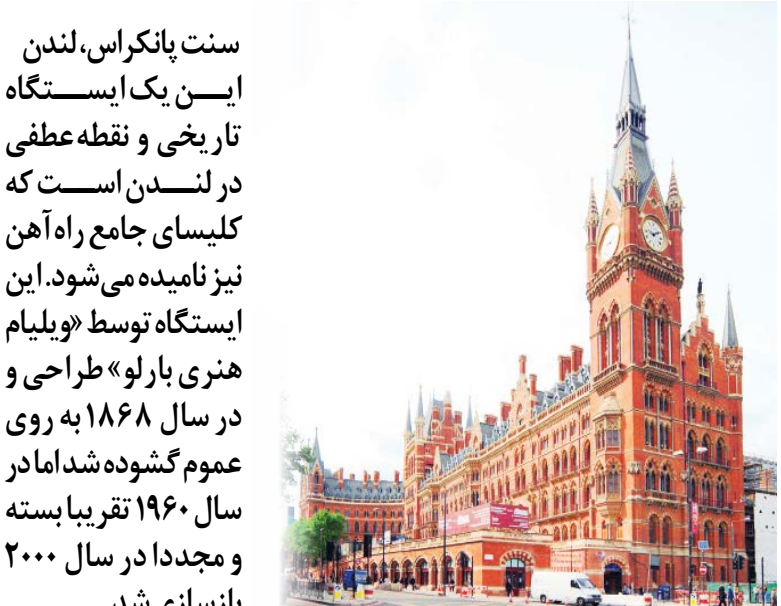 سنت پانکراس، لندن
این یک ایستگاه
تاریخی و نقطه عطفی
در لندن است که
کلیسای جامع راه آهن
نیز نامیده می‌شود. این
ایستگاه توسط «ویلیام
هنری بارلو» طراحی و
در سال ۱۸۶۸ به روی
عموم گشوده شد اما در
سال ۱۹۶۰ تقریبا بسته
و مجددا در سال ۲۰۰۰
بازسازی شد